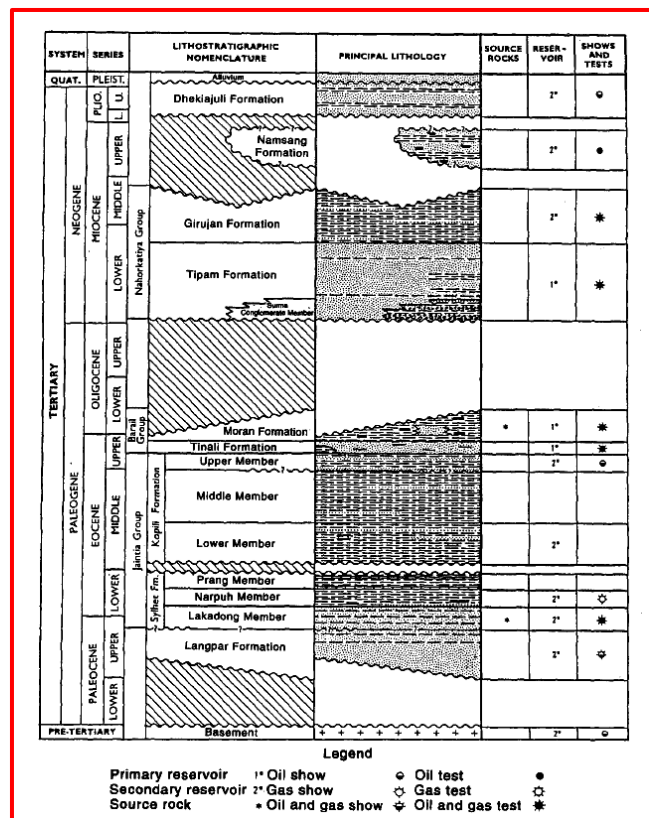 SYSTEM SERIES LITHOSTRATIGRAPHIC NOMENCLATURE PRINCIPAL LITHOLOGY SOURCE ROCKS RESER-VOIR SHOWS AND TESTS
QUAT. PLEIST. Alluvium
TERTIARY
NEOGENE
PLIO. U. Dhekiajuli Formation 2°
L.
MIOCENE
UPPER Namsang Formation 2°
MIDDLE
Nahorkatiya Group
Girujan Formation 2°
LOWER Tipam Formation 1°
Surma Conglomerate Member
PALEOGENE
OLIGOCENE
UPPER
LOWER
Barail Group
Moran Formation * 1°
EOCENE
UPPER Tinali Formation 1°
Jaintia Group
Kopili Formation
Upper Member ? 2°
MIDDLE Middle Member
Lower Member 2°
LOWER
Sylhet Fm.
Prang Member
Narpuh Member 2°
Lakadong Member * 2°
PALEOCENE
UPPER Langpar Formation 2°
LOWER
PRE-TERTIARY Basement + + + + + + + + 2°
Legend
Primary reservoir 1° Oil show Oil test
Secondary reservoir 2° Gas show Gas test
Source rock * Oil and gas show Oil and gas test